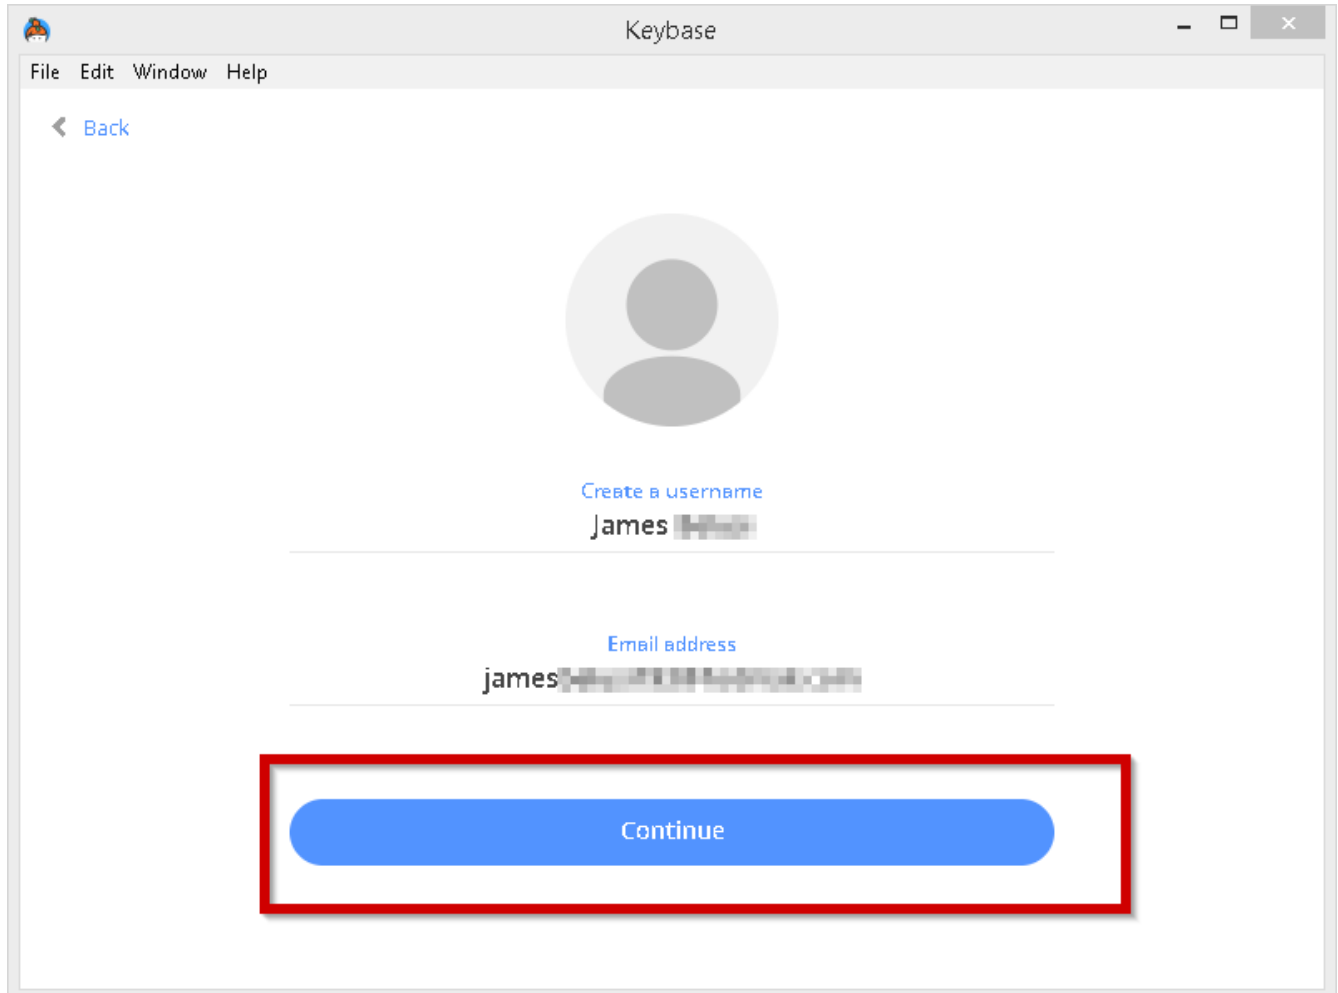 Keybase
File Edit Window Help
Back
Create a username
James
Email address
james
Continue